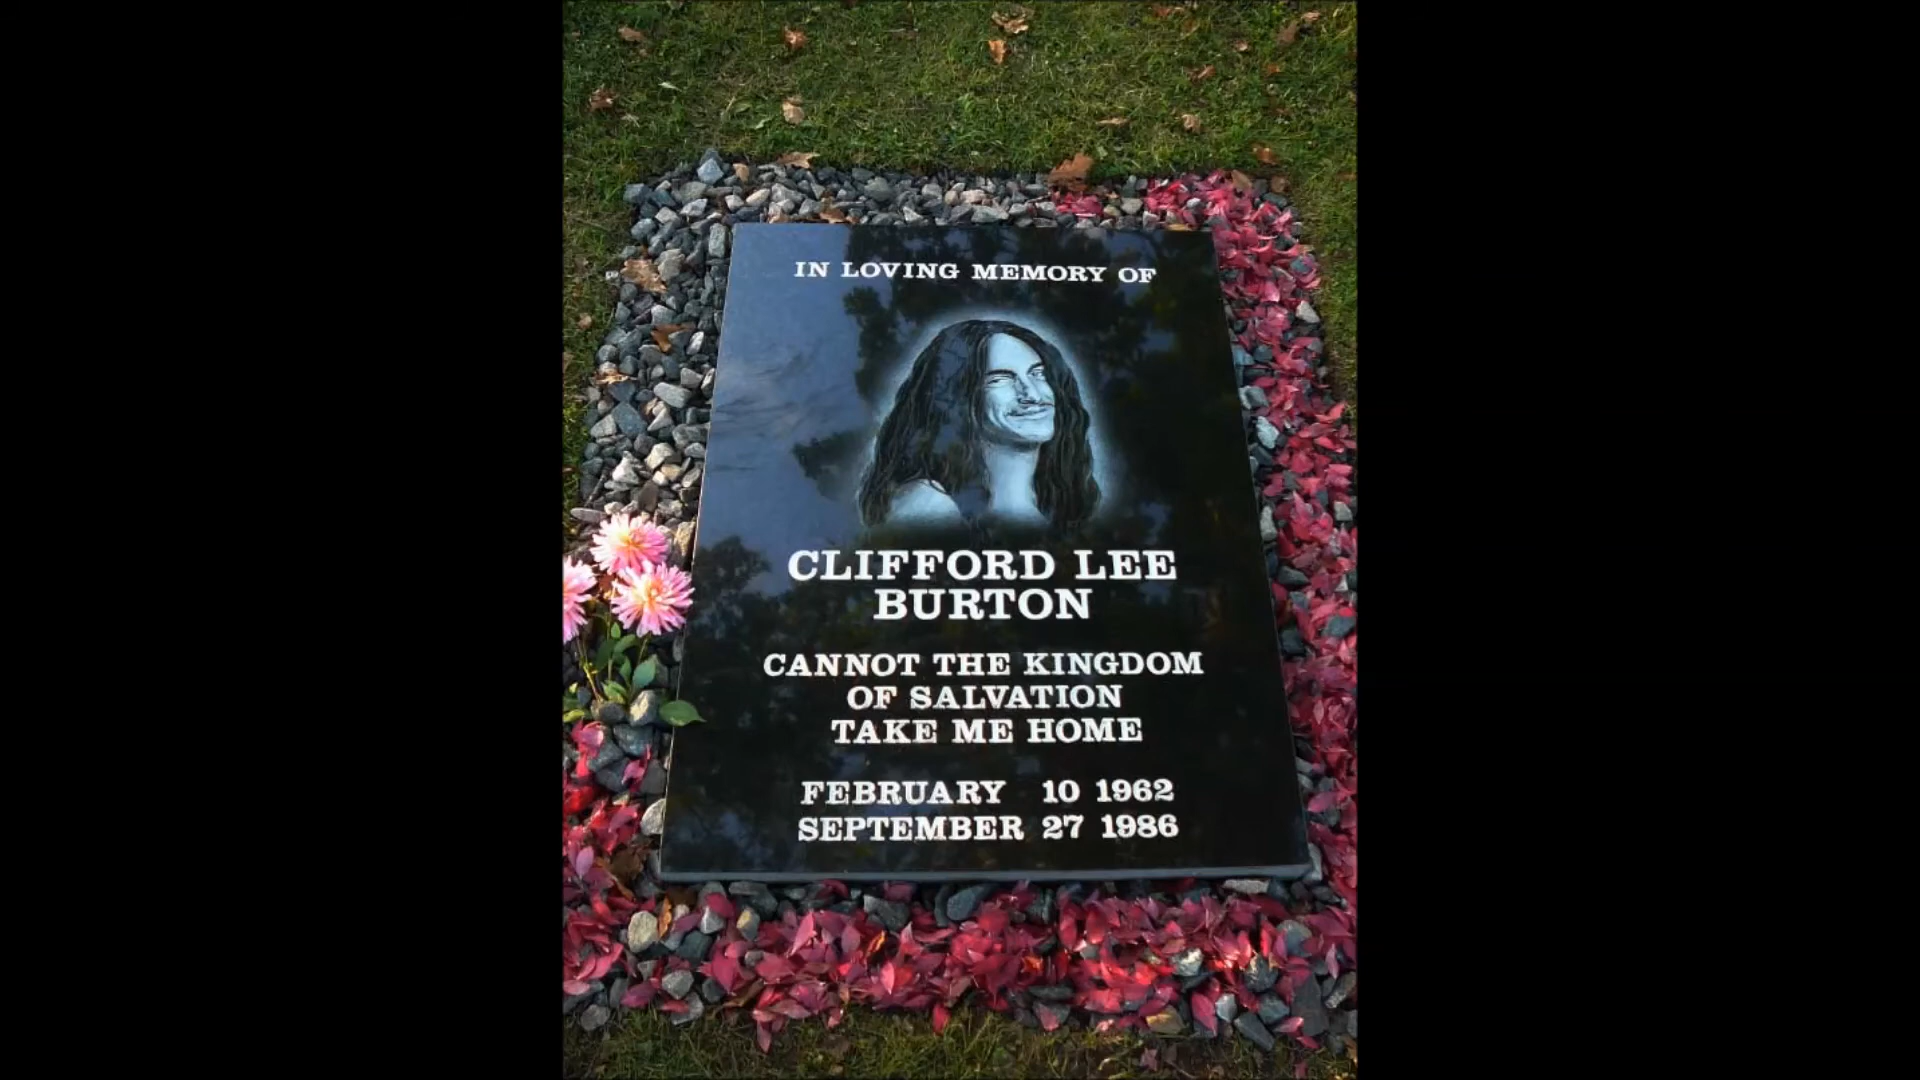 IN LOVING MEMORY OF
CLIFFORD LEE
BURTON
CANNOT THE KINGDOM
OF SALVATION
TAKE ME HOME
FEBRUARY 10 1962
SEPTEMBER 27 1986